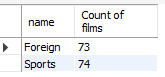 name Count of
films
Foreign 73
Sports 74